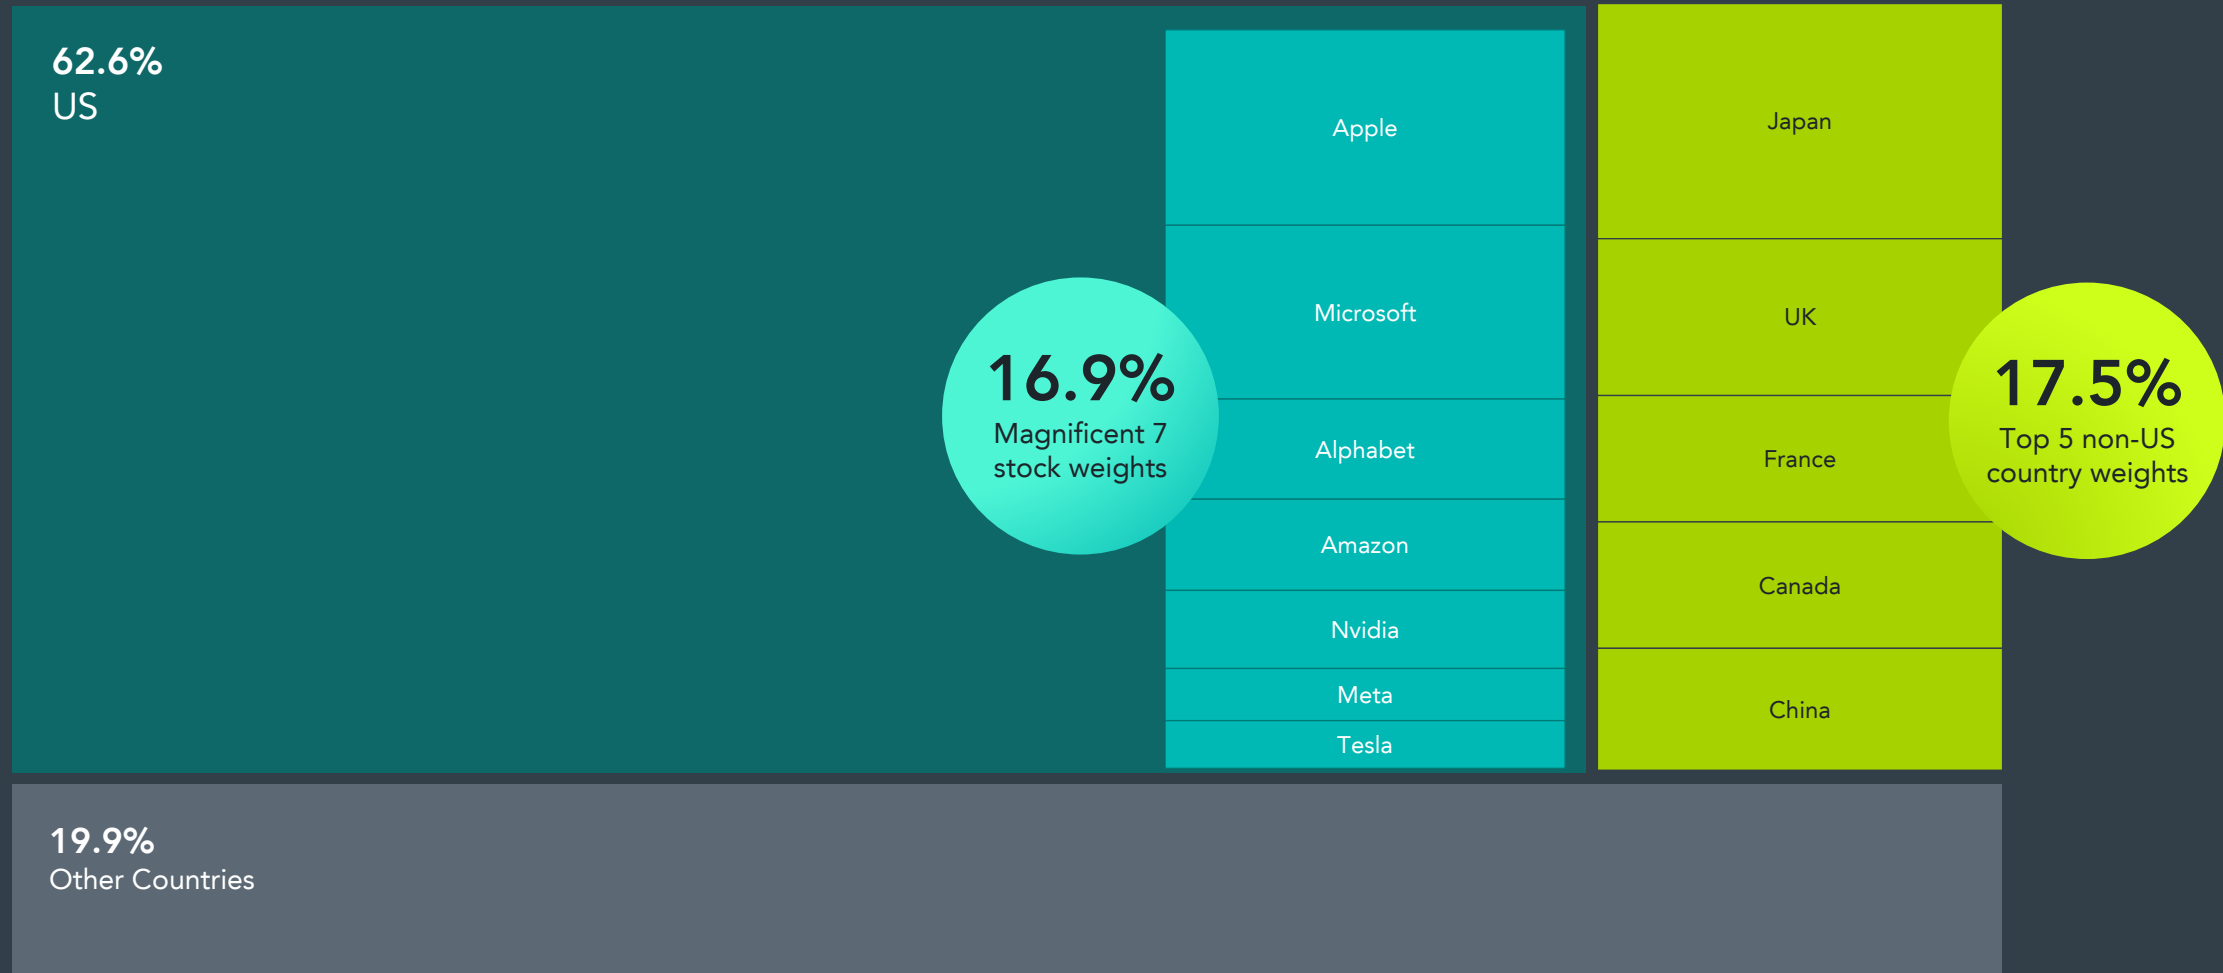 62.6%
US
Apple
Microsoft
Alphabet
Amazon
Nvidia
Meta
Tesla
16.9%
Magnificent 7
stock weights
Japan
UK
France
Canada
China
17.5%
Top 5 non-US
country weights
19.9%
Other Countries